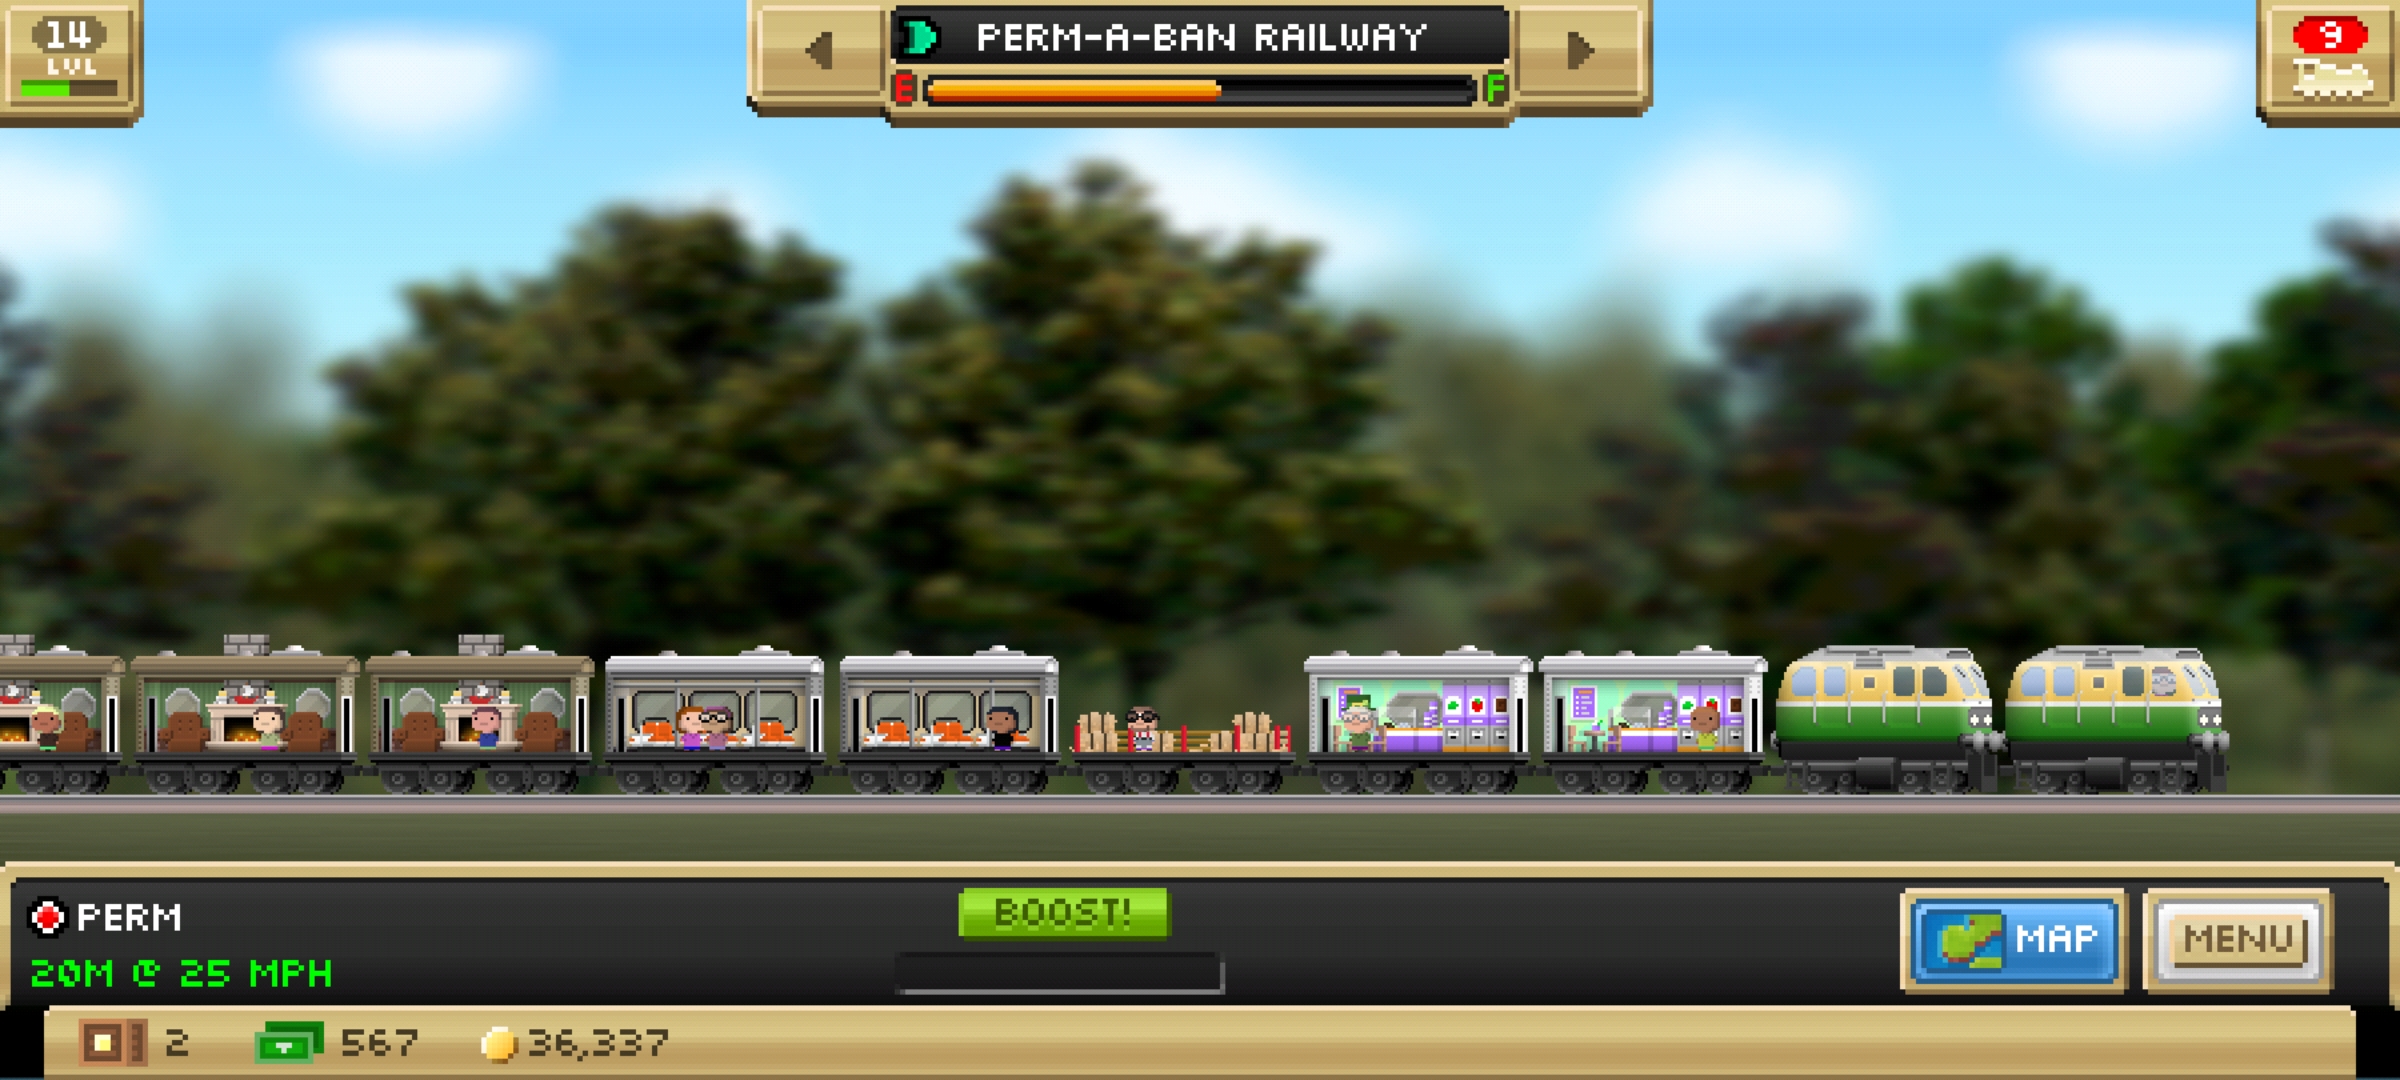 14
LVL
PERM-A-BAN RAILWAY
E F
9
PERM
20M @ 25 MPH
BOOST!
MAP
MENU
2 567 36,337